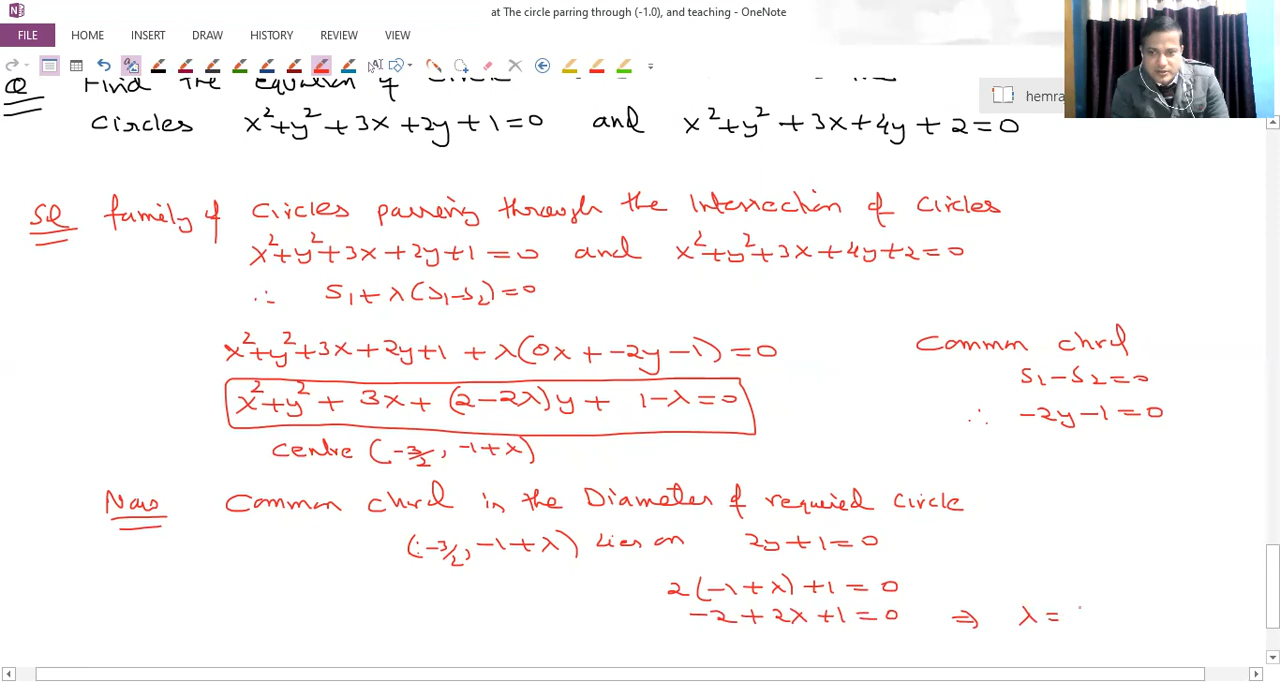 at The circle parring through (-1.0), and teaching - OneNote
FILE HOME INSERT DRAW HISTORY REVIEW VIEW
hemra
Q Find The Equation of Circle
Circles x²+y²+3x+2y+1=0 and x²+y²+3x+4y+2=0
Sol family of Circles passing through the Intersection of Circles
x²+y²+3x+2y+1=0 and x²+y²+3x+4y+2=0
∴ S₁+λ(S₁-S₂)=0
x²+y²+3x+2y+1+λ(0x+-2y-1)=0
Common chord
S₁-S₂=0
x²+y²+3x+(2-2λ)y+1-λ=0
∴ -2y-1=0
Centre (-3/2, -1+λ)
Now Common chord is the Diameter of required circle
(-3/2, -1+λ) Lies on 2y+1=0
2(-1+λ)+1=0
-2+2λ+1=0 ⇒ λ=